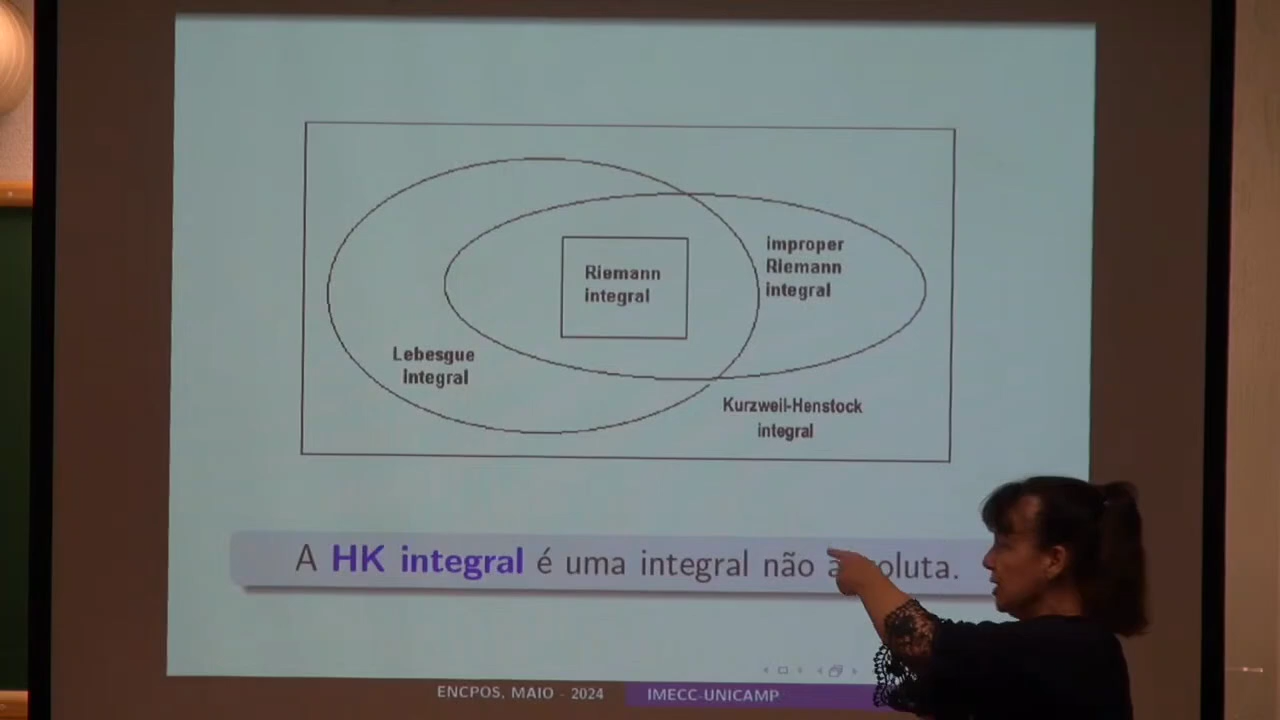 improper
Riemann
integral
Riemann
integral
Lebesgue
integral
Kurzweil-Henstock
integral
A HK integral é uma integral não
ENCPOS, MAIO - 2024 IMECC-UNICAMP